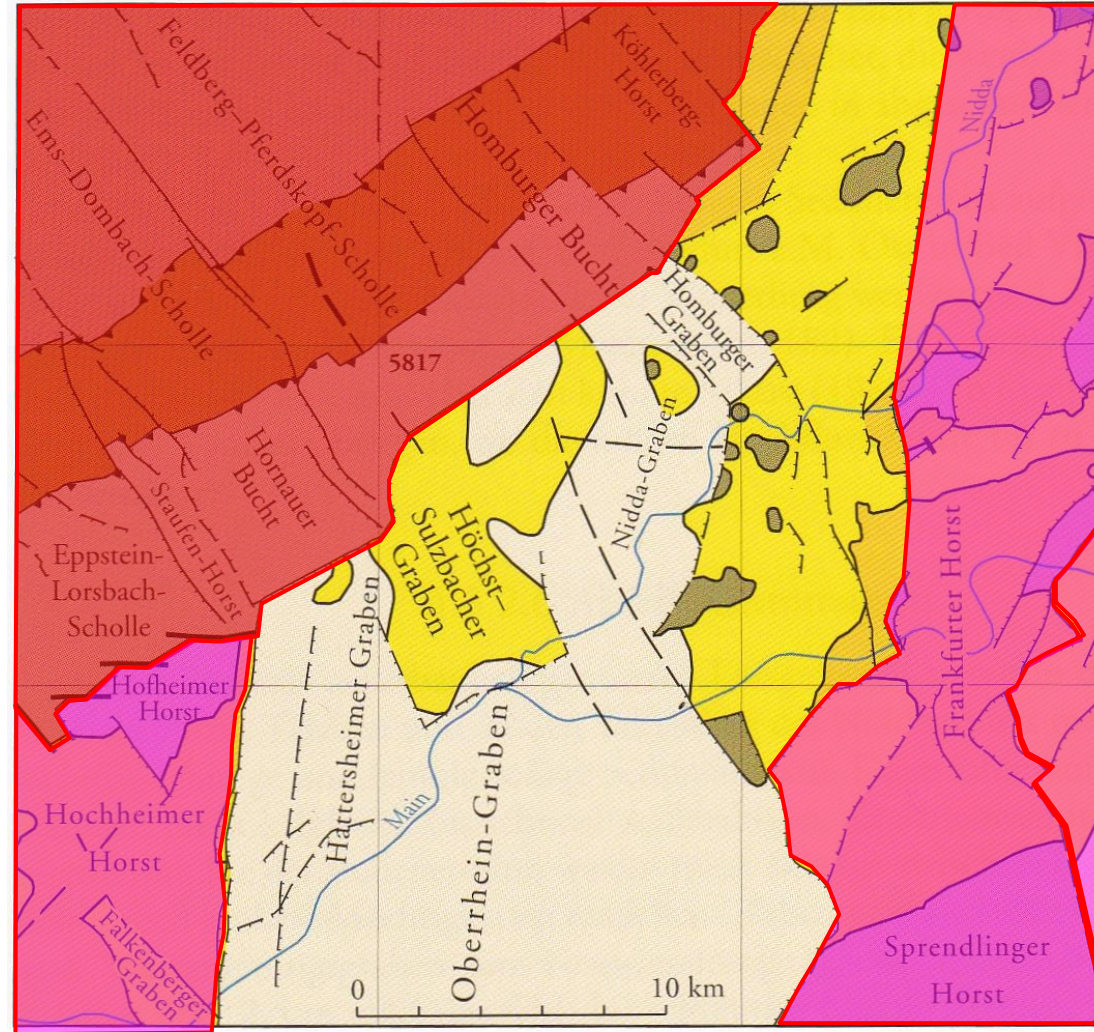 Feldberg–Pferdskopf-Scholle
Köhlerberg-
Horst
Ems–Dombach-Scholle
Homburger Bucht
Nidda
Homburger
Graben
5817
Hornauer
Bucht
Staufen-Horst
Nidda-Graben
Höchst–
Sulzbacher
Graben
Eppstein-
Lorsbach-
Scholle
Frankfurter Horst
Hattersheimer Graben
Hofheimer
Horst
Oberrhein-Graben
Main
Hochheimer
Horst
Falkenberger
Graben
Sprendlinger
Horst
0
10 km